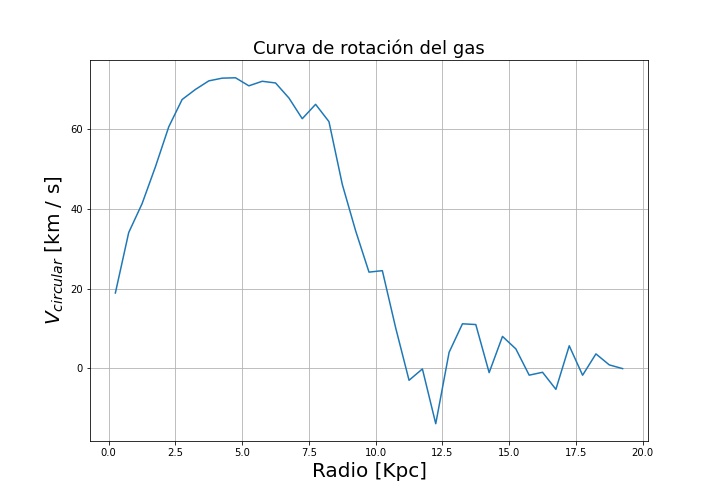 Curva de rotación del gas
V_circular [km / s]
60
40
20
0
0.0 2.5 5.0 7.5 10.0 12.5 15.0 17.5 20.0
Radio [Kpc]